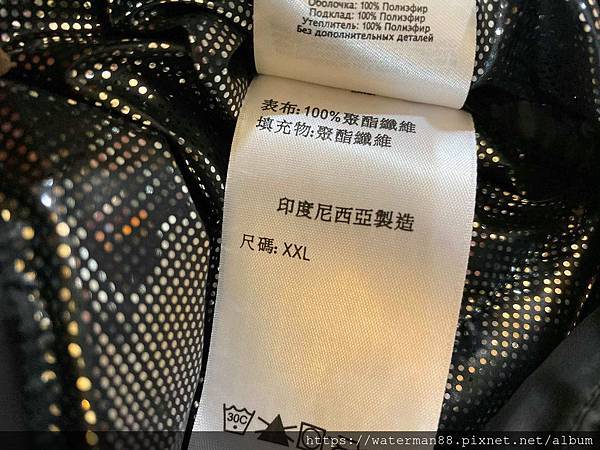 Оболочка: 100% Полиэфир
Подклад: 100% Полиэфир
Утеплитель: 100% Полиэфир
Без дополнительных деталей
表布:100%聚酯纖維
填充物:聚酯纖維
印度尼西亞製造
尺碼: XXL
30C
https://waterman88.pixnet.net/album